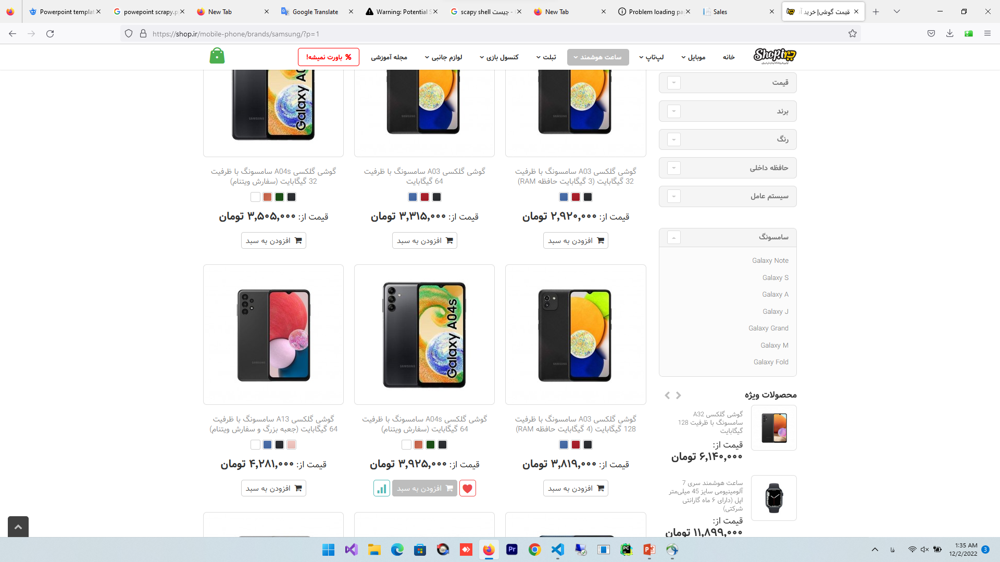 Powerpoint templat
powepoint scrapy.p
New Tab
Google Translate
Warning: Potential S
scapy shell چیست -
New Tab
Problem loading pa
Sales
قیمت گوشی| خرید آ
https://shop.ir/mobile-phone/brands/samsung/?p=1
Shop.ir
خانه
موبایل
لپ‌تاپ
ساعت هوشمند
تبلت
کنسول بازی
لوازم جانبی
مجله آموزشی
% باورت نمیشه!
قیمت
برند
رنگ
حافظه داخلی
سیستم عامل
سامسونگ
Galaxy Note
Galaxy S
Galaxy A
Galaxy J
Galaxy Grand
Galaxy M
Galaxy Fold
محصولات ویژه
گوشی گلکسی A32
سامسونگ با ظرفیت 128
گیگابایت
قیمت از:
۶,۱۴۰,۰۰۰ تومان
ساعت هوشمند سری 7
آلومینیومی سایز 45 میلی‌متر
اپل (دارای ۶ ماه گارانتی
شرکتی)
قیمت از:
۱۱,۸۹۹,۰۰۰ تومان
SAMSUNG
SAMSUNG
SAMSUNG
Galaxy A0
گوشی گلکسی A03 سامسونگ با ظرفیت
32 گیگابایت (3 گیگابایت حافظه RAM)
قیمت از: ۲,۹۲۰,۰۰۰ تومان
افزودن به سبد
گوشی گلکسی A03 سامسونگ با ظرفیت
64 گیگابایت
قیمت از: ۳,۳۱۵,۰۰۰ تومان
افزودن به سبد
گوشی گلکسی A04s سامسونگ با ظرفیت
32 گیگابایت (سفارش ویتنام)
قیمت از: ۳,۵۰۵,۰۰۰ تومان
افزودن به سبد
SAMSUNG
SAMSUNG
Galaxy A04s
SAMSUNG
گوشی گلکسی A03 سامسونگ با ظرفیت
128 گیگابایت (4 گیگابایت حافظه RAM)
قیمت از: ۳,۸۱۹,۰۰۰ تومان
افزودن به سبد
گوشی گلکسی A04s سامسونگ با ظرفیت
64 گیگابایت (سفارش ویتنام)
قیمت از: ۳,۹۲۵,۰۰۰ تومان
افزودن به سبد
گوشی گلکسی A13 سامسونگ با ظرفیت
64 گیگابایت (جعبه بزرگ و سفارش ویتنام)
قیمت از: ۴,۲۸۱,۰۰۰ تومان
افزودن به سبد
Pr
PC
P
فا
1:35 AM
12/2/2022
3